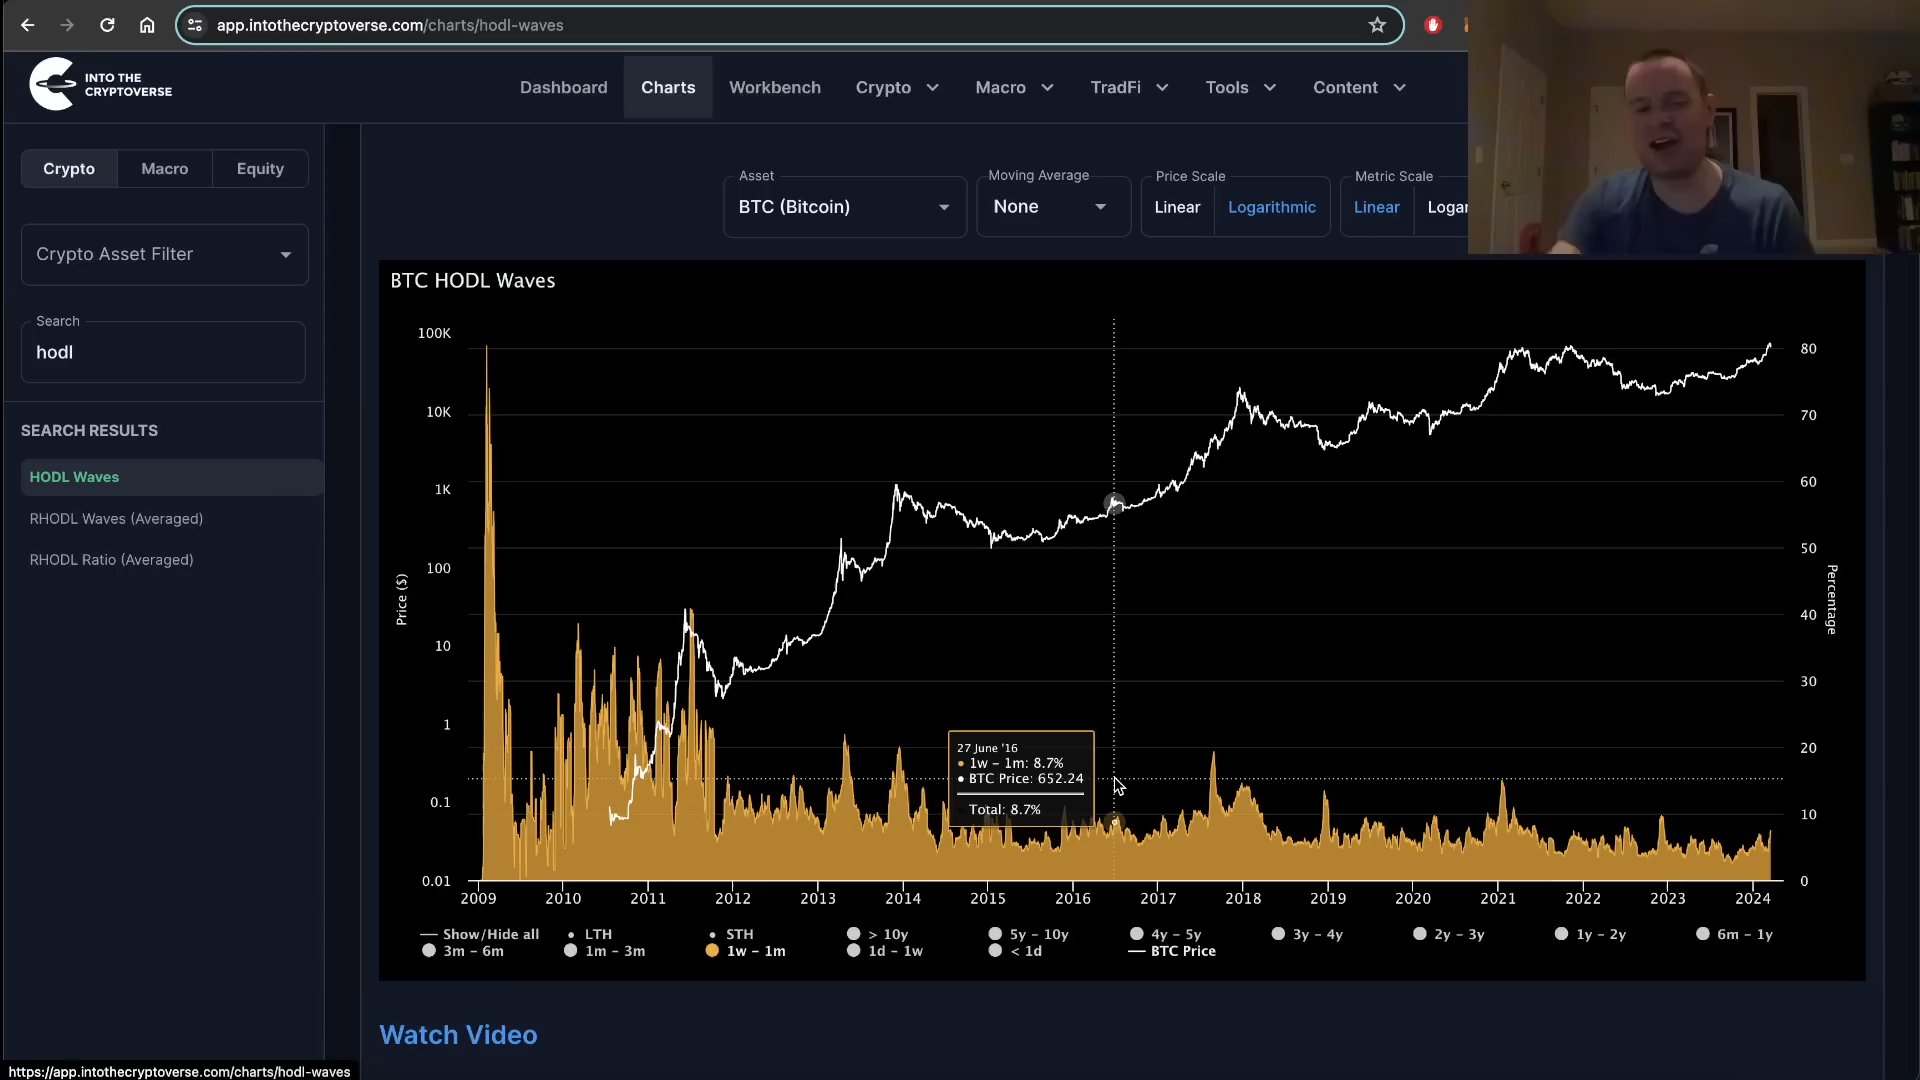 app.intothecryptoverse.com/charts/hodl-waves
INTO THE
CRYPTOVERSE
Dashboard
Charts
Workbench
Crypto
Macro
TradFi
Tools
Content
Crypto
Macro
Equity
Crypto Asset Filter
Search
hodl
SEARCH RESULTS
HODL Waves
RHODL Waves (Averaged)
RHODL Ratio (Averaged)
Asset
BTC (Bitcoin)
Moving Average
None
Price Scale
Linear
Logarithmic
Metric Scale
Linear
Logar
BTC HODL Waves
100K
10K
1K
100
10
1
0.1
0.01
Price ($)
80
70
60
50
40
30
20
10
0
Percentage
27 June '16
1w – 1m: 8.7%
BTC Price: 652.24
Total: 8.7%
2009 2010 2011 2012 2013 2014 2015 2016 2017 2018 2019 2020 2021 2022 2023 2024
Show/Hide all LTH STH > 10y 5y – 10y 4y – 5y 3y – 4y 2y – 3y 1y – 2y 6m – 1y
3m – 6m 1m – 3m 1w – 1m 1d – 1w < 1d BTC Price
Watch Video
https://app.intothecryptoverse.com/charts/hodl-waves